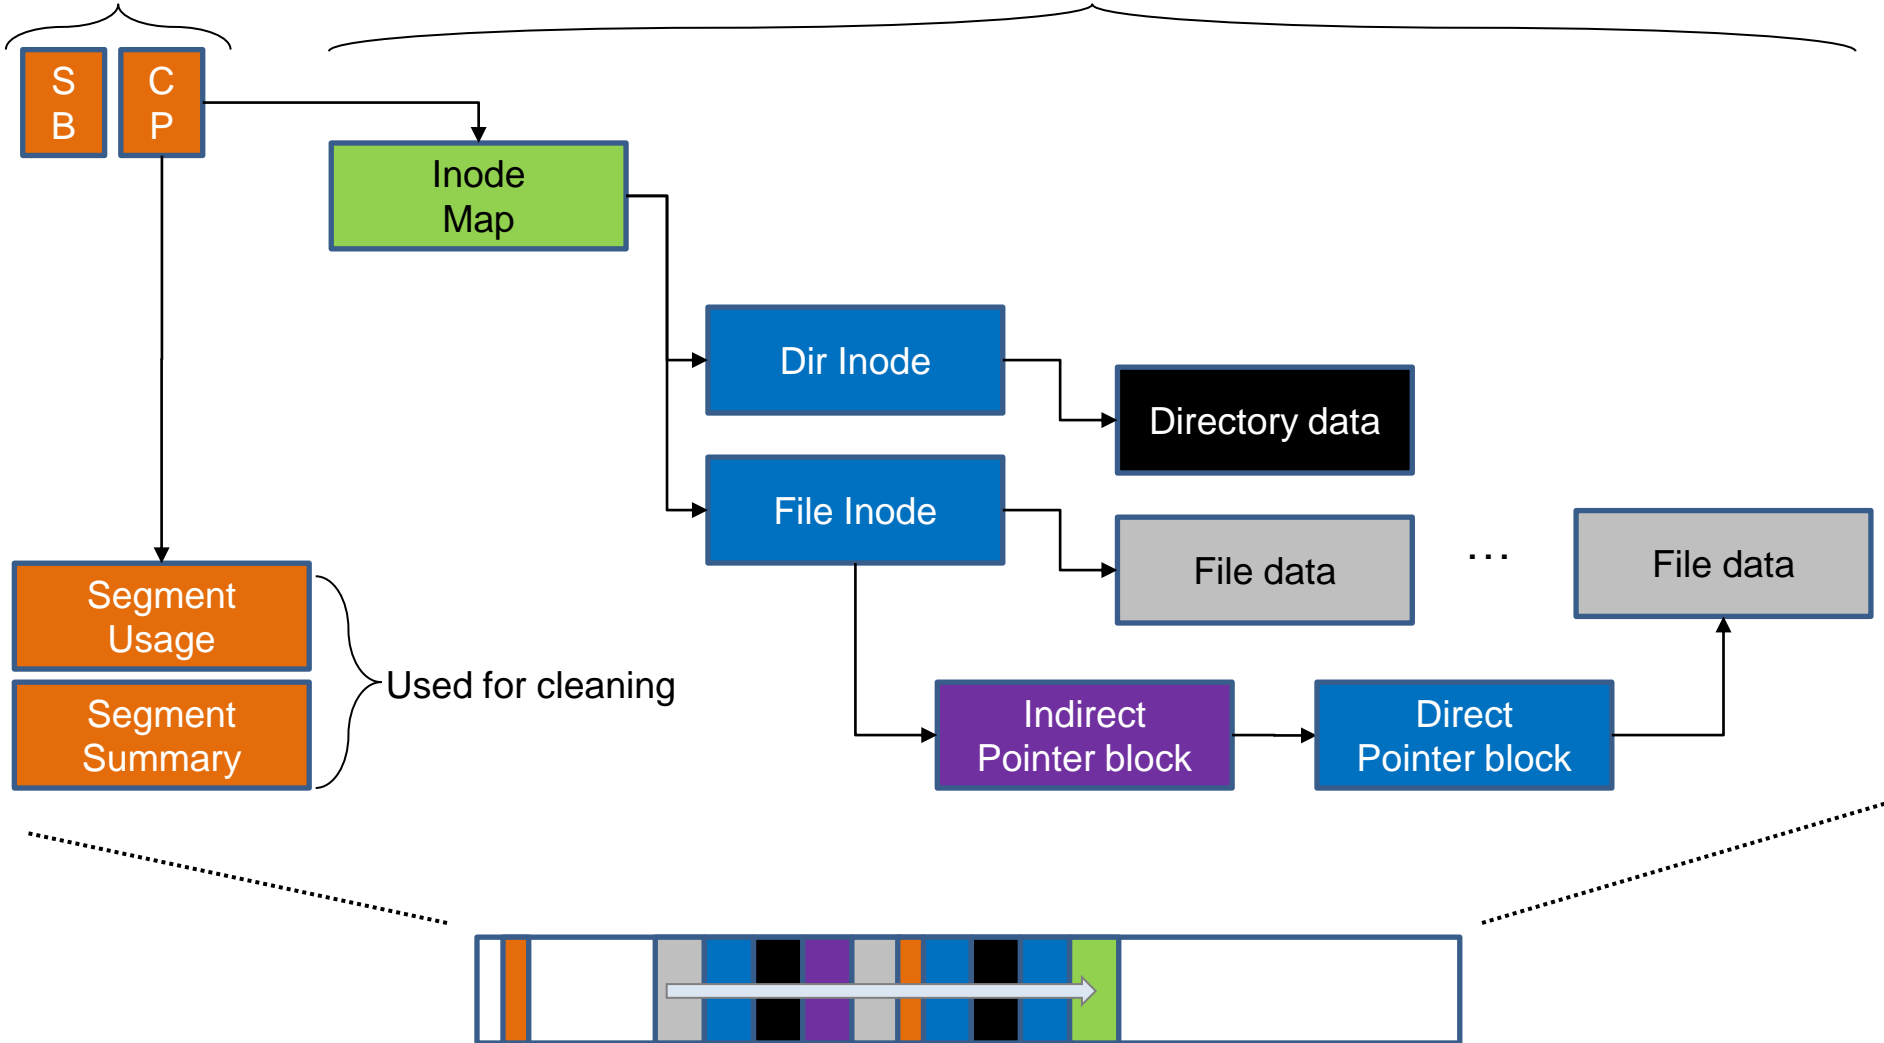 S
B
C
P
Inode
Map
Dir Inode
Directory data
File Inode
File data
...
File data
Segment
Usage
Used for cleaning
Segment
Summary
Indirect
Pointer block
Direct
Pointer block